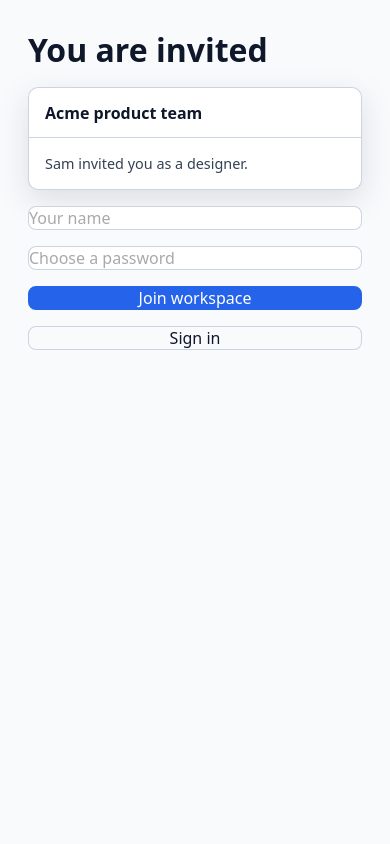 You are invited
Acme product team
Sam invited you as a designer.
Your name
Choose a password
Join workspace
Sign in